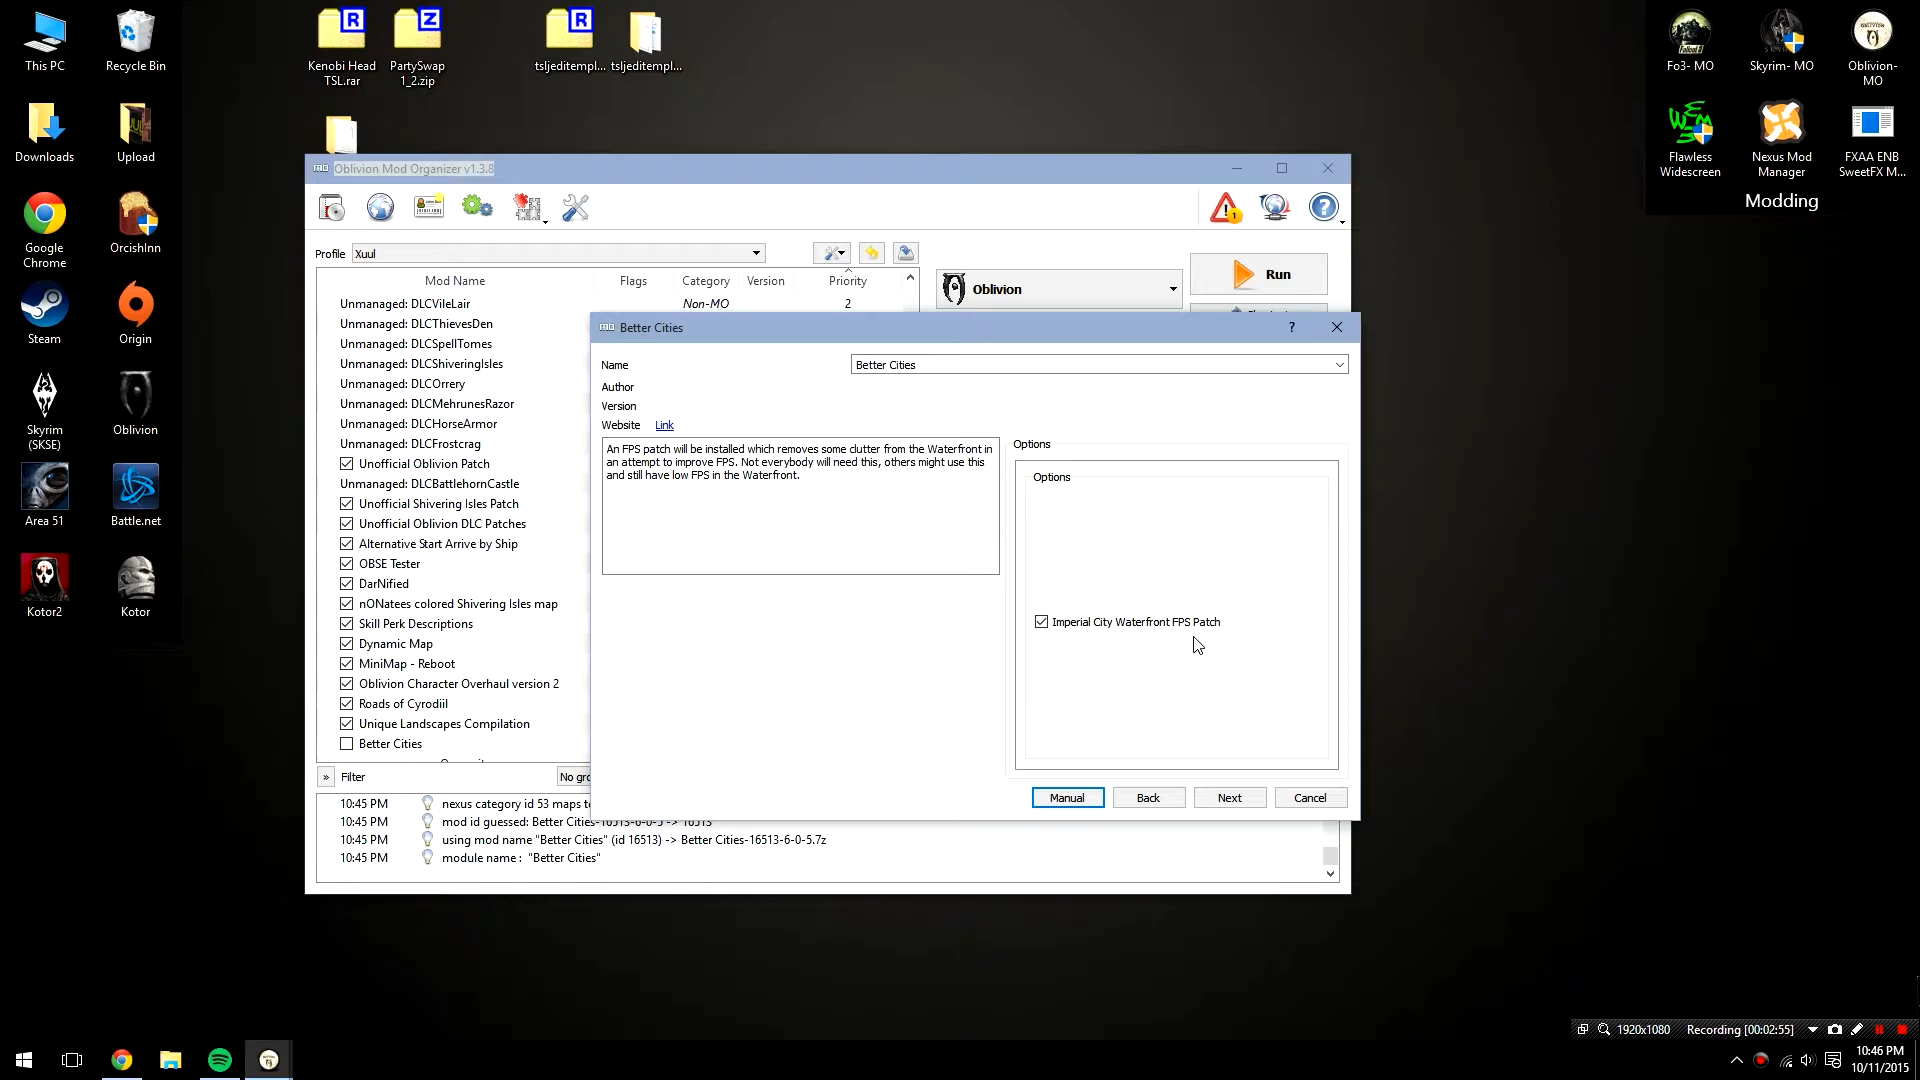 This PC
Recycle Bin
Kenobi Head
TSL.rar
PartySwap
1_2.zip
tsljeditempl...
tsljeditempl...
Fo3- MO
Skyrim- MO
Oblivion-
MO
Downloads
Upload
Flawless
Widescreen
Nexus Mod
Manager
FXAA ENB
SweetFX M...
Modding
Google
Chrome
OrcishInn
Steam
Origin
Skyrim
(SKSE)
Oblivion
Area 51
Battle.net
Kotor2
Kotor
Oblivion Mod Organizer v1.3.8
Profile
Xuul
Mod Name
Flags
Category
Version
Priority
Oblivion
Run
Unmanaged: DLCVileLair
Non-MO
2
Unmanaged: DLCThievesDen
Unmanaged: DLCSpellTomes
Unmanaged: DLCShiveringIsles
Unmanaged: DLCOrrery
Unmanaged: DLCMehrunesRazor
Unmanaged: DLCHorseArmor
Unmanaged: DLCFrostcrag
Unofficial Oblivion Patch
Unmanaged: DLCBattlehornCastle
Unofficial Shivering Isles Patch
Unofficial Oblivion DLC Patches
Alternative Start Arrive by Ship
OBSE Tester
DarNified
nONatees colored Shivering Isles map
Skill Perk Descriptions
Dynamic Map
MiniMap - Reboot
Oblivion Character Overhaul version 2
Roads of Cyrodiil
Unique Landscapes Compilation
Better Cities
» Filter
No gro
Better Cities
?
Name
Better Cities
Author
Version
Website
Link
An FPS patch will be installed which removes some clutter from the Waterfront in
an attempt to improve FPS. Not everybody will need this, others might use this
and still have low FPS in the Waterfront.
Options
Options
Imperial City Waterfront FPS Patch
Manual
Back
Next
Cancel
10:45 PM nexus category id 53 maps to
10:45 PM mod id guessed: Better Cities-16513-6-0-5 -> 16513
10:45 PM using mod name "Better Cities" (id 16513) -> Better Cities-16513-6-0-5.7z
10:45 PM module name : "Better Cities"
1920x1080
Recording [00:02:55]
10:46 PM
10/11/2015